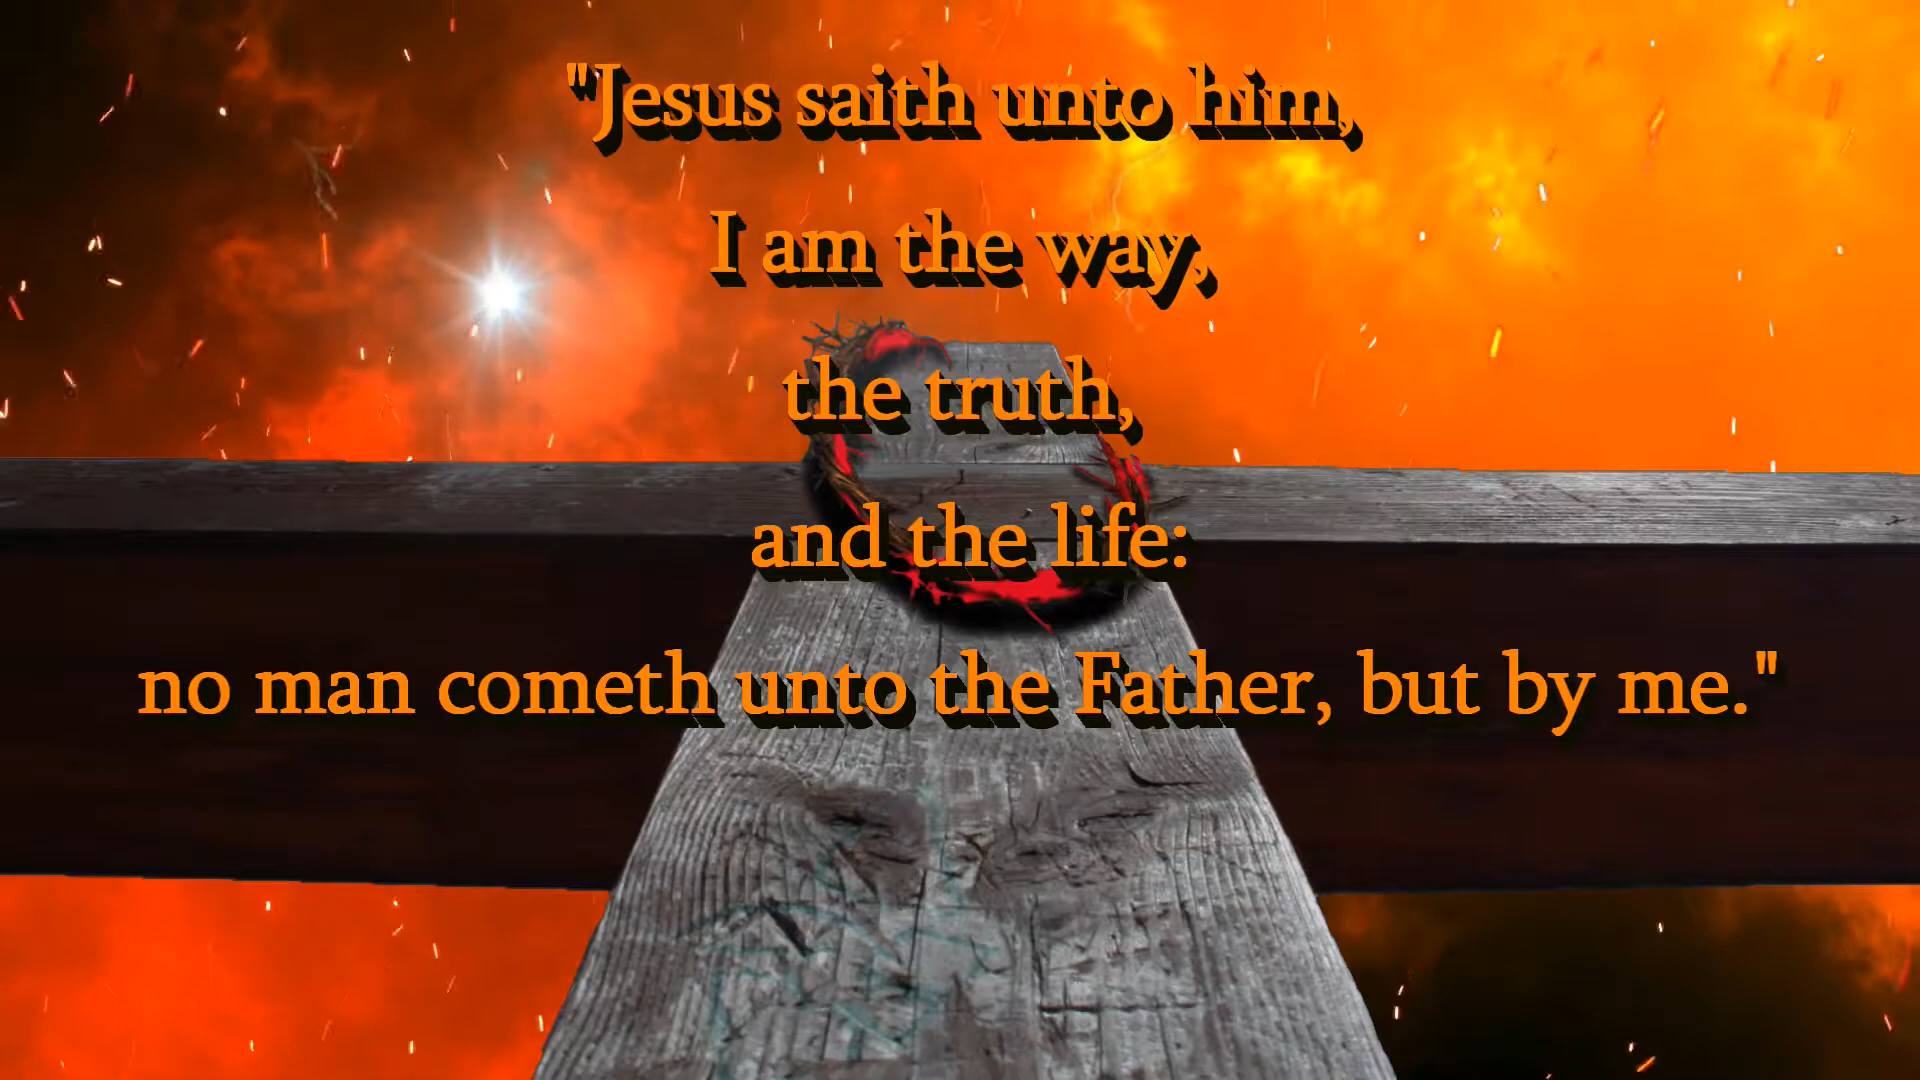 "Jesus saith unto him,
I am the way,
the truth,
and the life:
no man cometh unto the Father, but by me."